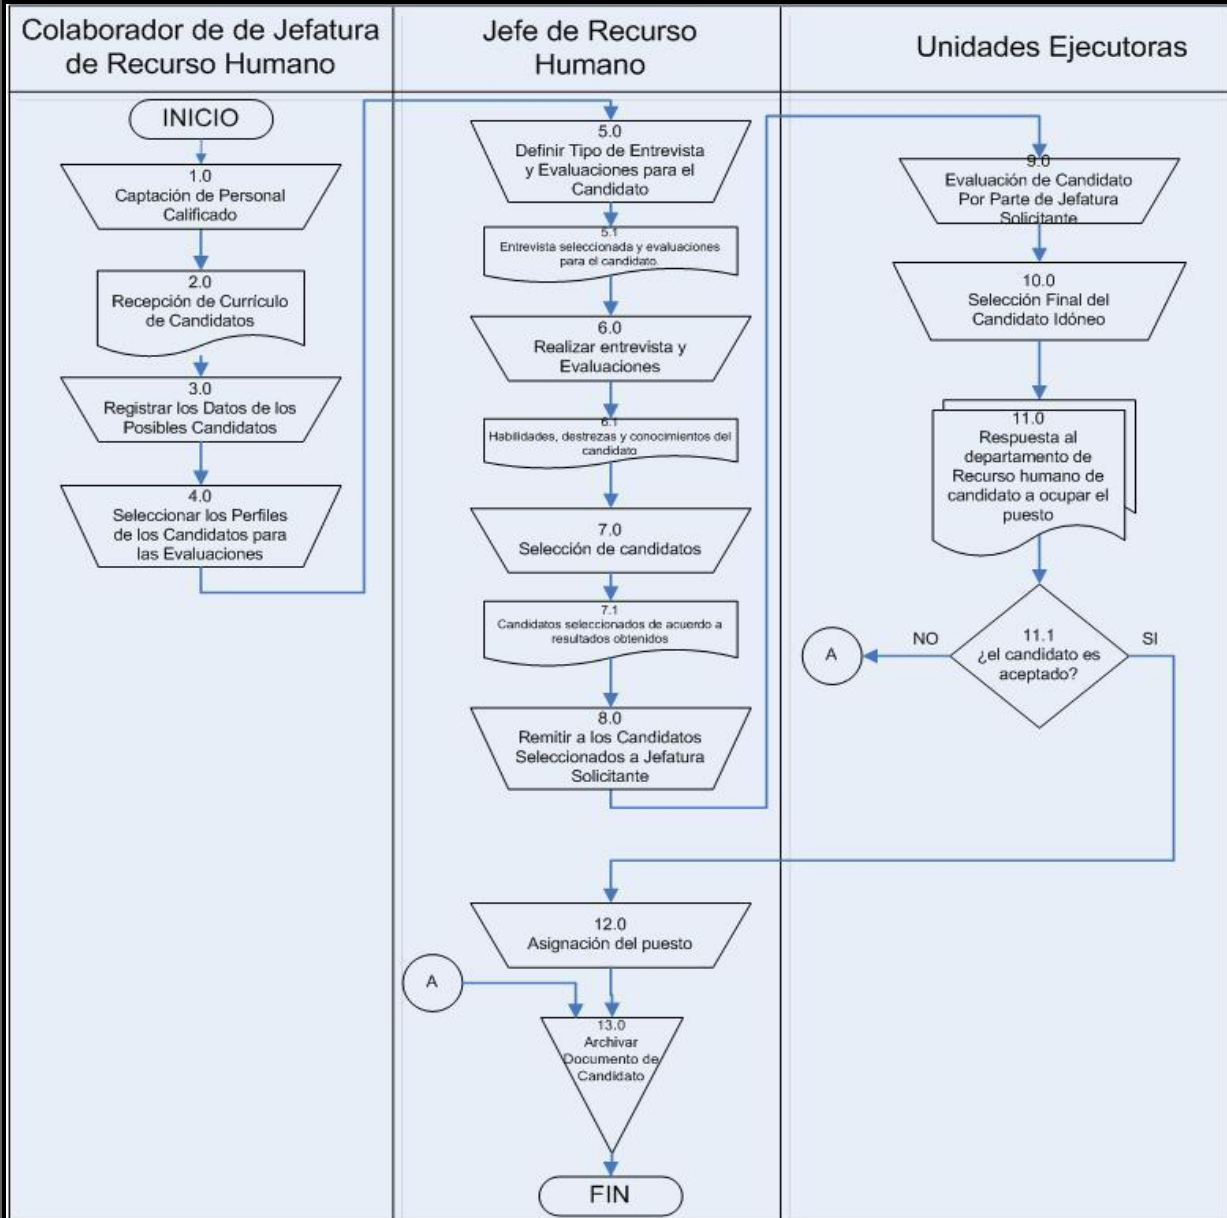 Colaborador de de Jefatura
de Recurso Humano
Jefe de Recurso
Humano
Unidades Ejecutoras
INICIO
1.0
Captación de Personal
Calificado
2.0
Recepción de Currículo
de Candidatos
3.0
Registrar los Datos de los
Posibles Candidatos
4.0
Seleccionar los Perfiles
de los Candidatos para
las Evaluaciones
5.0
Definir Tipo de Entrevista
y Evaluaciones para el
Candidato
5.1
Entrevista seleccionada y evaluaciones
para el candidato.
6.0
Realizar entrevista y
Evaluaciones
6.1
Habilidades, destrezas y conocimientos del
candidato
7.0
Selección de candidatos
7.1
Candidatos seleccionados de acuerdo a
resultados obtenidos
8.0
Remitir a los Candidatos
Seleccionados a Jefatura
Solicitante
9.0
Evaluación de Candidato
Por Parte de Jefatura
Solicitante
10.0
Selección Final del
Candidato Idóneo
11.0
Respuesta al
departamento de
Recurso humano de
candidato a ocupar el
puesto
11.1
¿el candidato es
aceptado?
NO
SI
A
12.0
Asignación del puesto
A
13.0
Archivar
Documento de
Candidato
FIN